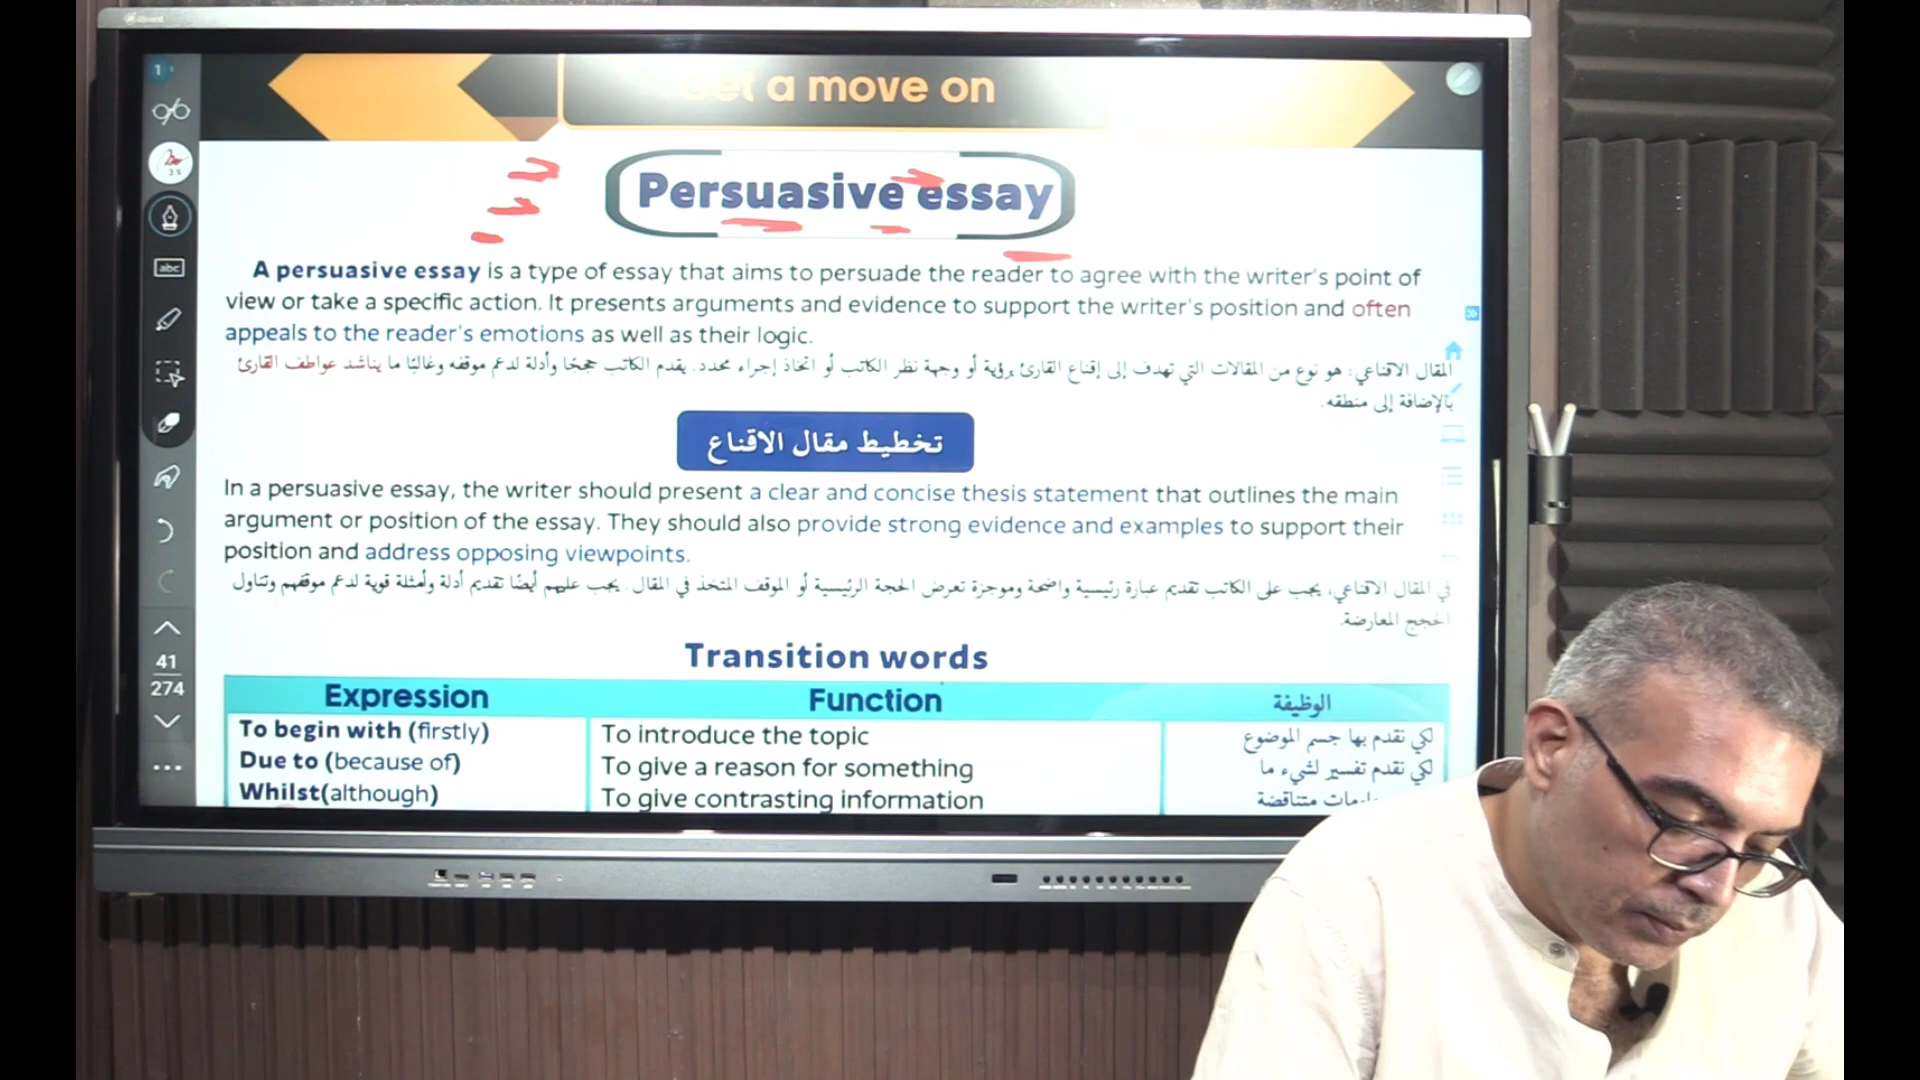 a move on
Persuasive essay
A persuasive essay is a type of essay that aims to persuade the reader to agree with the writer's point of
view or take a specific action. It presents arguments and evidence to support the writer's position and often
appeals to the reader's emotions as well as their logic.
المقال الاقناعي: هو نوع من المقالات التي تهدف إلى إقناع القارئ برؤية أو وجهة نظر الكاتب أو اتخاذ إجراء محدد. يقدم الكاتب حججًا وأدلة لدعم موقفه وغالبًا ما يناشد عواطف القارئ
بالإضافة إلى منطقه.
تخطيط مقال الاقناع
In a persuasive essay, the writer should present a clear and concise thesis statement that outlines the main
argument or position of the essay. They should also provide strong evidence and examples to support their
position and address opposing viewpoints.
في المقال الاقناعي، يجب على الكاتب تقديم عبارة رئيسية واضحة وموجزة تعرض الحجة الرئيسية أو الموقف المتخذ في المقال. يجب عليهم أيضًا تقديم أدلة وأمثلة قوية لدعم موقفهم وتناول
الحجج المعارضة.
Transition words
Expression Function الوظيفة
To begin with (firstly) To introduce the topic لكي تقدم بها جسم الموضوع
Due to (because of) To give a reason for something لكي تقدم تفسير لشيء ما
Whilst(although) To give contrasting information متناقضة
1
3.5
abc
41
274